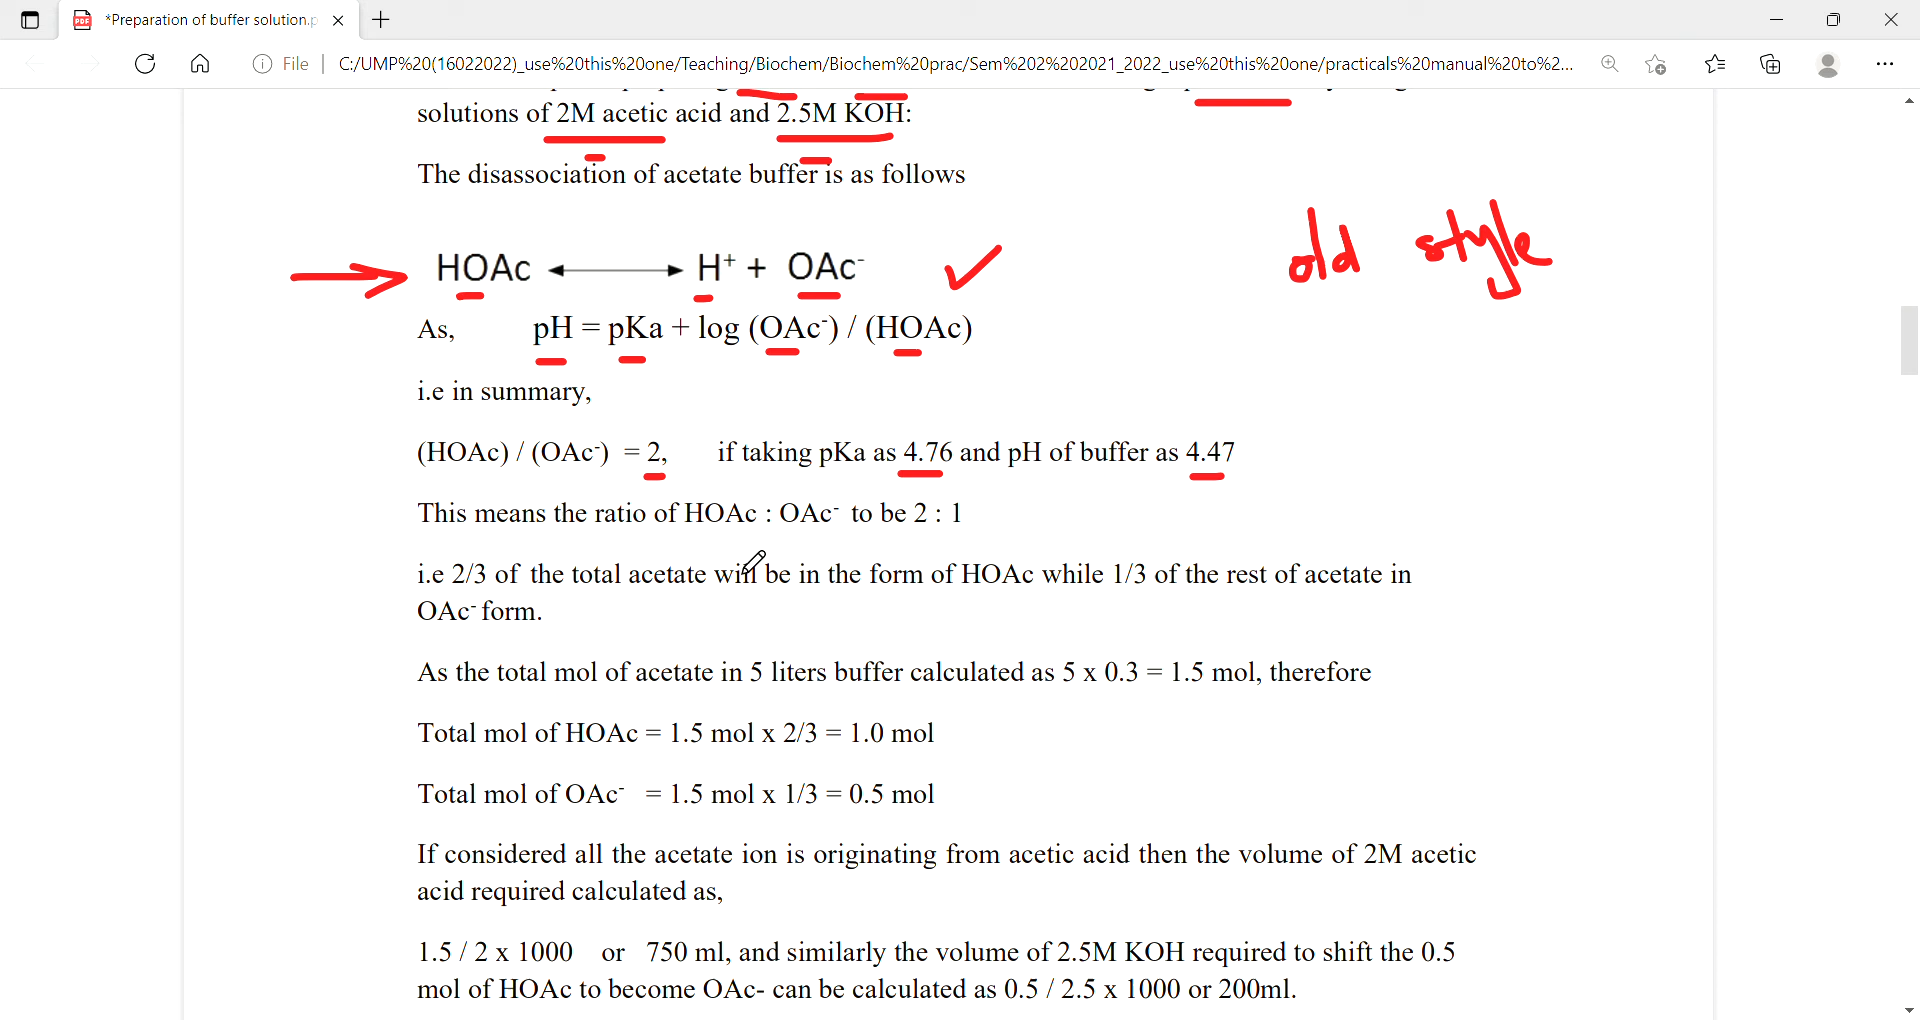 *Preparation of buffer solution.p
File C:/UMP%20(16022022)_use%20this%20one/Teaching/Biochem/Biochem%20prac/Sem%202%202021_2022_use%20this%20one/practicals%20manual%20to%2...
solutions of 2M acetic acid and 2.5M KOH:
The disassociation of acetate buffer is as follows
old style
HOAc ⟷ H⁺ + OAc⁻
As, pH = pKa + log (OAc⁻) / (HOAc)
i.e in summary,
(HOAc) / (OAc⁻) = 2, if taking pKa as 4.76 and pH of buffer as 4.47
This means the ratio of HOAc : OAc⁻ to be 2 : 1
i.e 2/3 of the total acetate will be in the form of HOAc while 1/3 of the rest of acetate in
OAc⁻ form.
As the total mol of acetate in 5 liters buffer calculated as 5 x 0.3 = 1.5 mol, therefore
Total mol of HOAc = 1.5 mol x 2/3 = 1.0 mol
Total mol of OAc⁻ = 1.5 mol x 1/3 = 0.5 mol
If considered all the acetate ion is originating from acetic acid then the volume of 2M acetic
acid required calculated as,
1.5 / 2 x 1000 or 750 ml, and similarly the volume of 2.5M KOH required to shift the 0.5
mol of HOAc to become OAc- can be calculated as 0.5 / 2.5 x 1000 or 200ml.